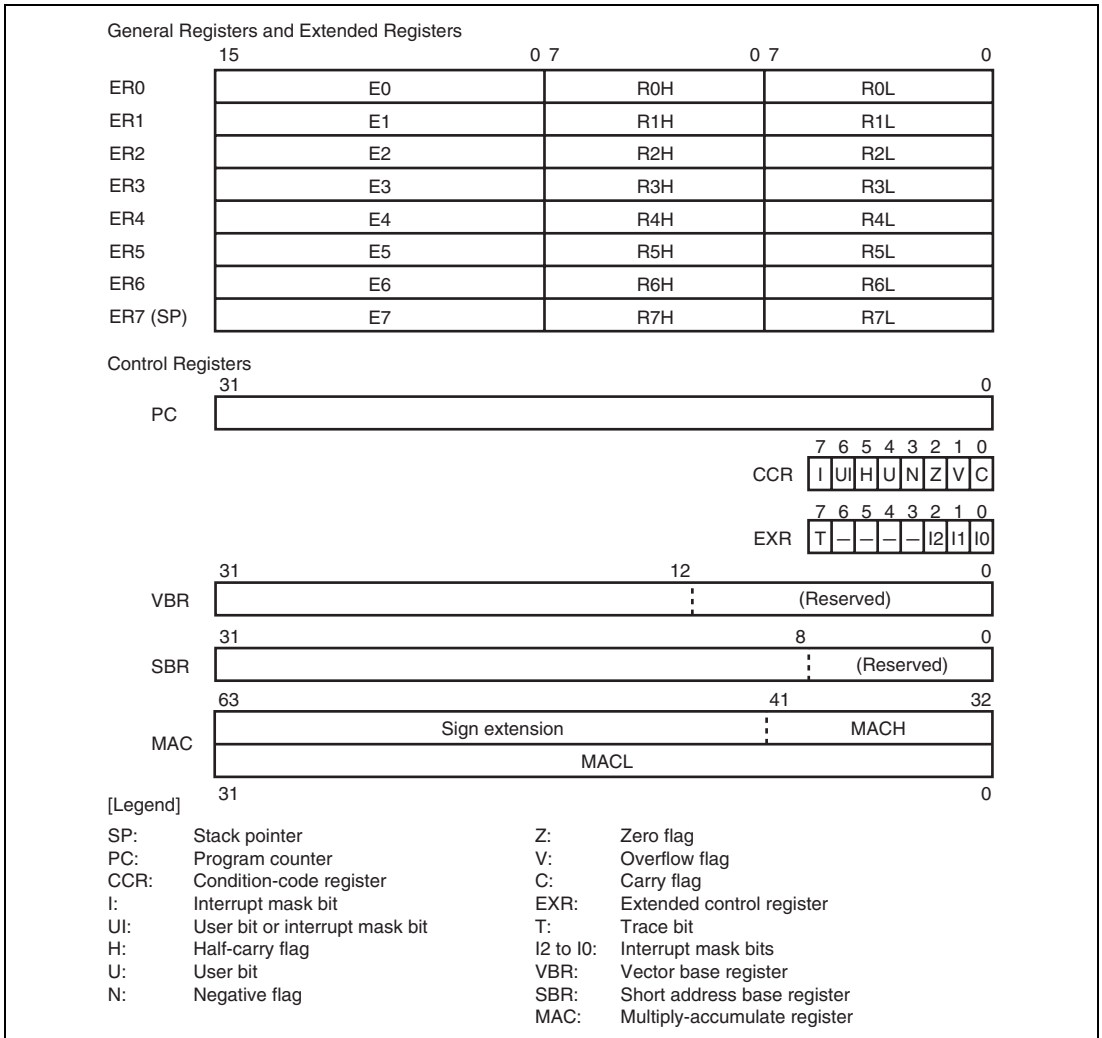 General Registers and Extended Registers
15 0 7 0 7 0
ER0 E0 R0H R0L
ER1 E1 R1H R1L
ER2 E2 R2H R2L
ER3 E3 R3H R3L
ER4 E4 R4H R4L
ER5 E5 R5H R5L
ER6 E6 R6H R6L
ER7 (SP) E7 R7H R7L
Control Registers
31 0
PC
7 6 5 4 3 2 1 0
CCR I UI H U N Z V C
7 6 5 4 3 2 1 0
EXR T — — — — I2 I1 I0
31 12 0
VBR (Reserved)
31 8 0
SBR (Reserved)
63 41 32
MAC Sign extension MACH
MACL
31 0
[Legend]
SP: Stack pointer
PC: Program counter
CCR: Condition-code register
I: Interrupt mask bit
UI: User bit or interrupt mask bit
H: Half-carry flag
U: User bit
N: Negative flag
Z: Zero flag
V: Overflow flag
C: Carry flag
EXR: Extended control register
T: Trace bit
I2 to I0: Interrupt mask bits
VBR: Vector base register
SBR: Short address base register
MAC: Multiply-accumulate register